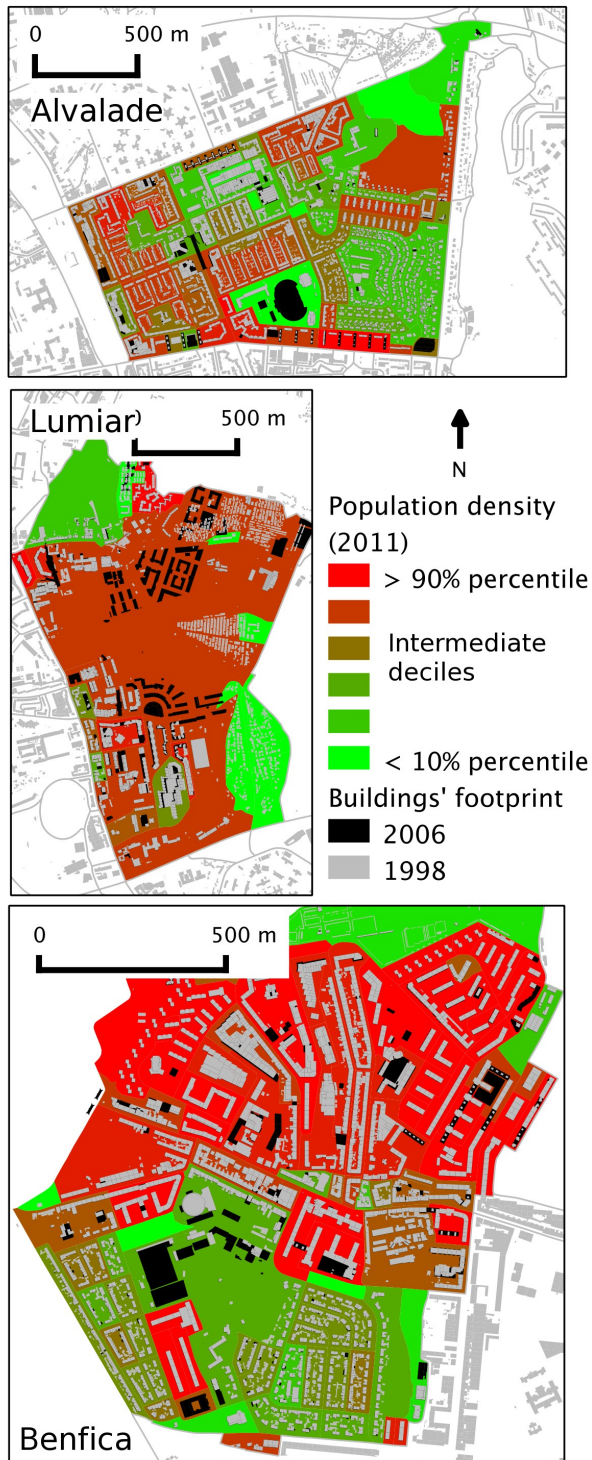 0 500 m
Alvalade
Lumiar) 500 m
N
Population density
(2011)
> 90% percentile
Intermediate
deciles
< 10% percentile
Buildings' footprint
2006
1998
0 500 m
Benfica